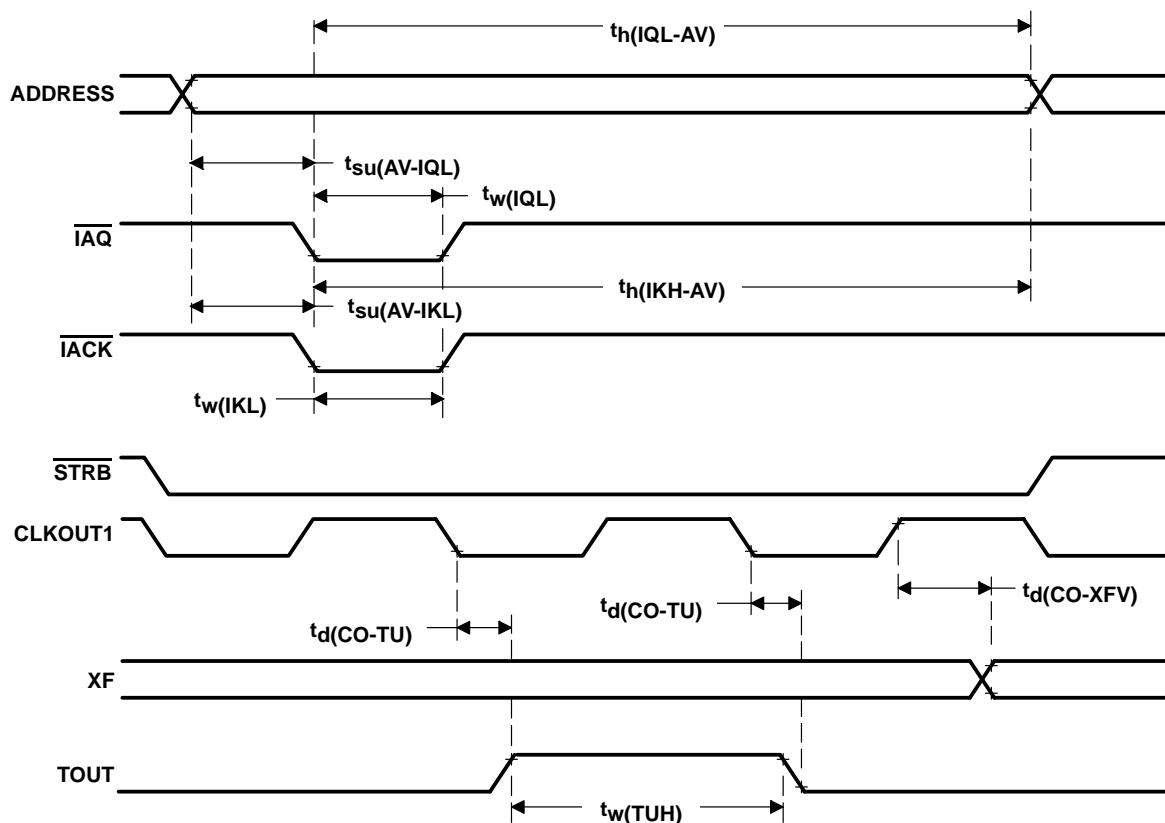 th(IQL-AV)
ADDRESS
tsu(AV-IQL)
tw(IQL)
IAQ
th(IKH-AV)
tsu(AV-IKL)
IACK
tw(IKL)
STRB
CLKOUT1
td(CO-XFV)
td(CO-TU)
td(CO-TU)
XF
TOUT
tw(TUH)